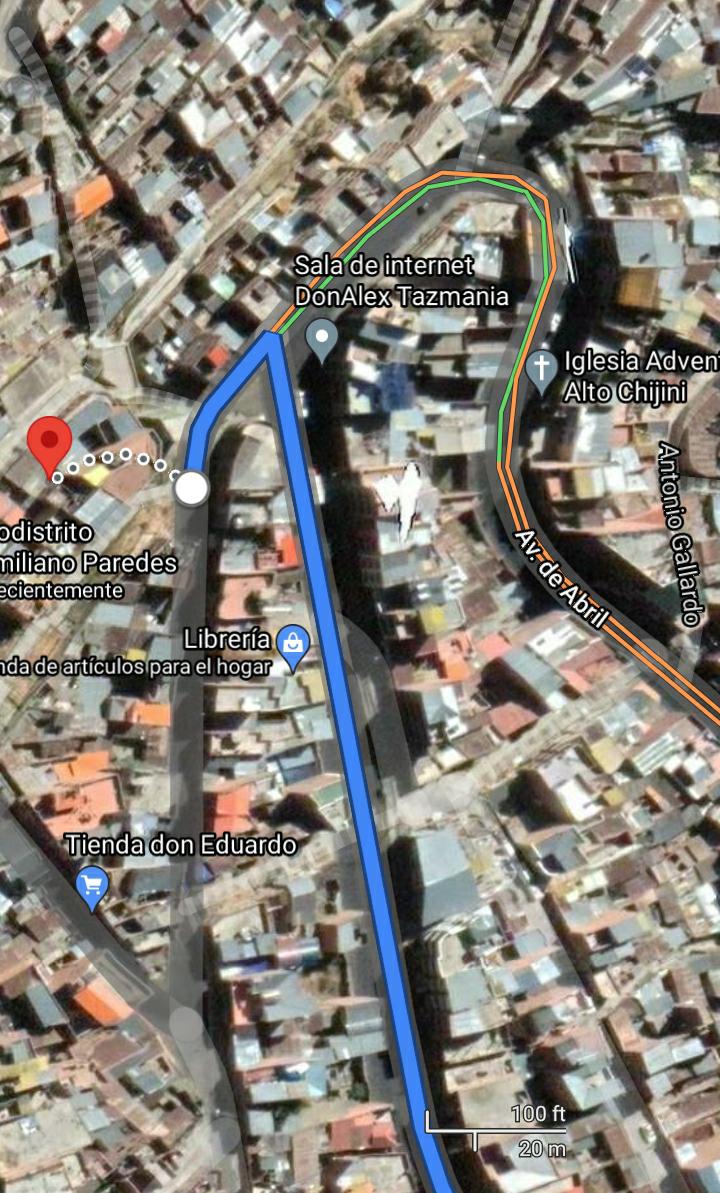 Sala de internet
DonAlex Tazmania
Iglesia Adven
Alto Chijini
Antonio Gallardo
odistrito
miliano Paredes
ecientemente
Av. de Abril
Librería
nda de artículos para el hogar
Tienda don Eduardo
100 ft
20 m